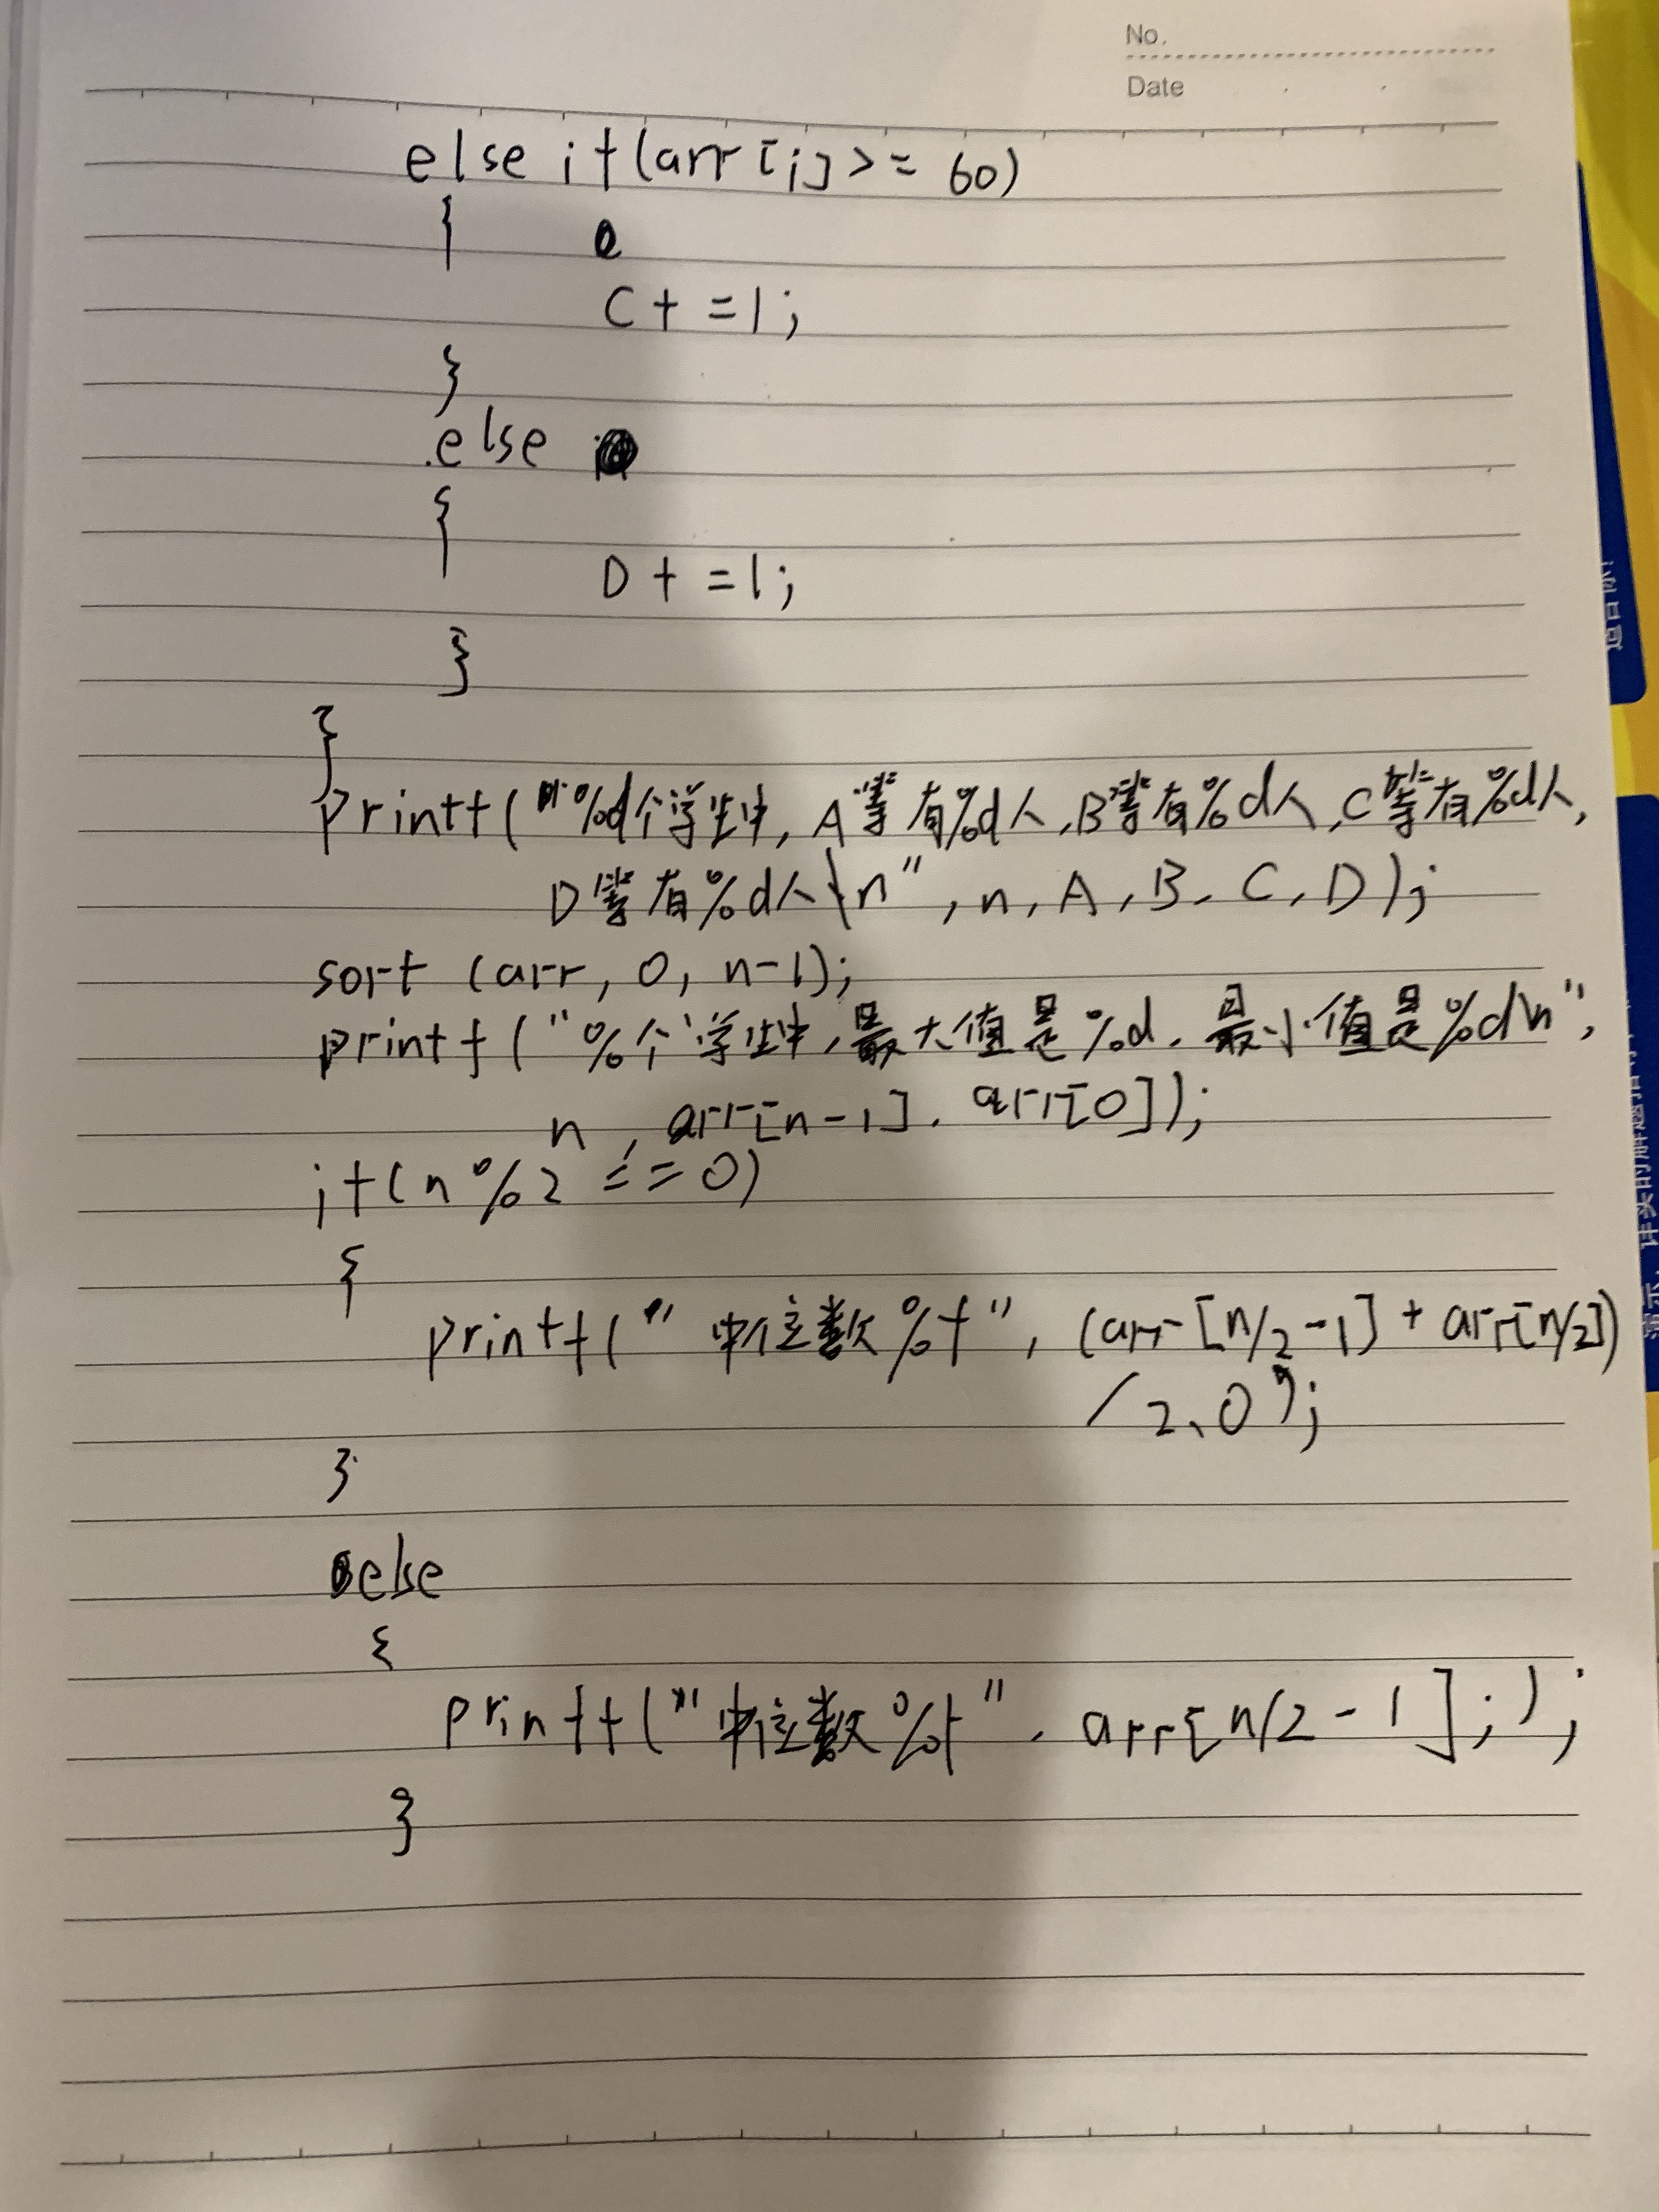 No.
Date
else if(arr[i]>= 60)
{
C+=1;
}
else
{
D+=1;
}
}
printf("%d个学生中, A等有%d人,B等有%d人,C等有%d人,
D等有%d人\n", n, A, B, C, D);
sort (arr, 0, n-1);
printf("%个学生中,最大值是%d,最小值是%d\n",
n, arr[n-1], arr[0]);
if(n%2 == 0)
{
printf("中位数%f", (arr[n/2-1] + arr[n/2])
/2.0);
}
else
{
printf("中位数%f", arr[n/2-1];);
}